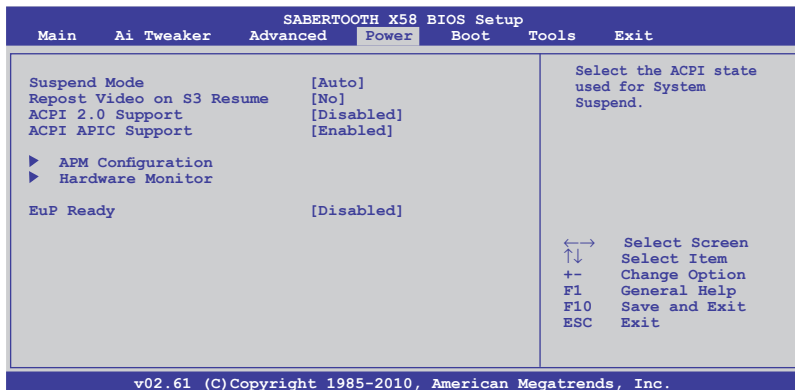 SABERTOOTH X58 BIOS Setup
Main Ai Tweaker Advanced Power Boot Tools Exit
Suspend Mode [Auto]
Repost Video on S3 Resume [No]
ACPI 2.0 Support [Disabled]
ACPI APIC Support [Enabled]
▶ APM Configuration
▶ Hardware Monitor
EuP Ready [Disabled]
Select the ACPI state
used for System
Suspend.
←→ Select Screen
↑↓ Select Item
+- Change Option
F1 General Help
F10 Save and Exit
ESC Exit
v02.61 (C)Copyright 1985-2010, American Megatrends, Inc.